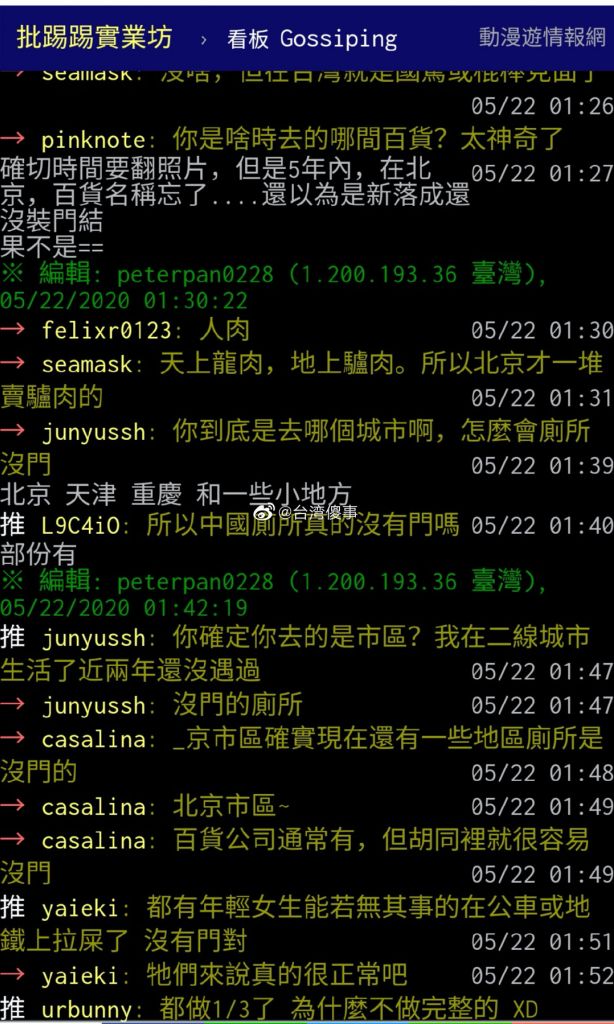 批踢踢實業坊 › 看板 Gossiping 動漫遊情報網
→ seamask: 沒啥，但在台灣就是國罵或棍棒見面了
05/22 01:26
→ pinknote: 你是啥時去的哪間百貨？太神奇了
05/22 01:27
確切時間要翻照片，但是5年內，在北
京，百貨名稱忘了....還以為是新落成還
沒裝門結
果不是==
※ 編輯: peterpan0228 (1.200.193.36 臺灣),
05/22/2020 01:30:22
→ felixr0123: 人肉 05/22 01:30
→ seamask: 天上龍肉，地上驢肉。所以北京才一堆
賣驢肉的 05/22 01:31
→ junyussh: 你到底是去哪個城市啊，怎麼會廁所
沒門 05/22 01:39
北京 天津 重慶 和一些小地方
@台湾傻事
推 L9C4iO: 所以中國廁所真的沒有門嗎 05/22 01:40
部份有
※ 編輯: peterpan0228 (1.200.193.36 臺灣),
05/22/2020 01:42:19
推 junyussh: 你確定你去的是市區？我在二線城市
生活了近兩年還沒遇過 05/22 01:47
→ junyussh: 沒門的廁所 05/22 01:47
→ casalina: _京市區確實現在還有一些地區廁所是
沒門的 05/22 01:48
→ casalina: 北京市區~ 05/22 01:49
→ casalina: 百貨公司通常有，但胡同裡就很容易
沒門 05/22 01:49
推 yaieki: 都有年輕女生能若無其事的在公車或地
鐵上拉屎了 沒有門對 05/22 01:51
→ yaieki: 牠們來說真的很正常吧 05/22 01:52
推 urbunny: 都做1/3了 為什麼不做完整的 XD